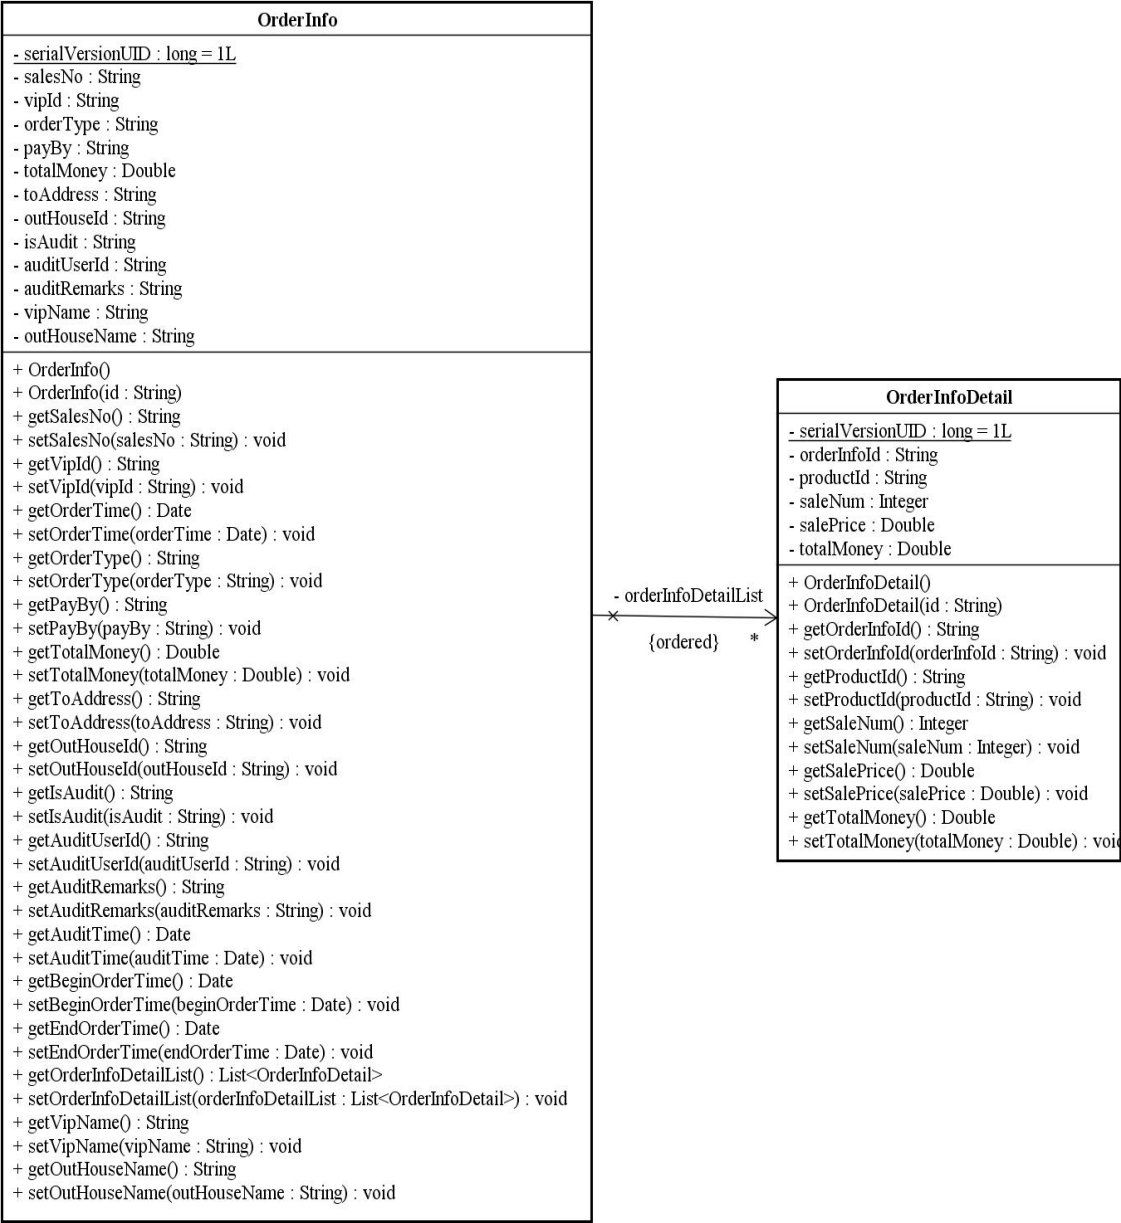 OrderInfo
- serialVersionUID : long = 1L
- salesNo : String
- vipId : String
- orderType : String
- payBy : String
- totalMoney : Double
- toAddress : String
- outHouseId : String
- isAudit : String
- auditUserId : String
- auditRemarks : String
- vipName : String
- outHouseName : String
+ OrderInfo()
+ OrderInfo(id : String)
+ getSalesNo() : String
+ setSalesNo(salesNo : String) : void
+ getVipId() : String
+ setVipId(vipId : String) : void
+ getOrderTime() : Date
+ setOrderTime(orderTime : Date) : void
+ getOrderType() : String
+ setOrderType(orderType : String) : void
+ getPayBy() : String
+ setPayBy(payBy : String) : void
+ getTotalMoney() : Double
+ setTotalMoney(totalMoney : Double) : void
+ getToAddress() : String
+ setToAddress(toAddress : String) : void
+ getOutHouseId() : String
+ setOutHouseId(outHouseId : String) : void
+ getIsAudit() : String
+ setIsAudit(isAudit : String) : void
+ getAuditUserId() : String
+ setAuditUserId(auditUserId : String) : void
+ getAuditRemarks() : String
+ setAuditRemarks(auditRemarks : String) : void
+ getAuditTime() : Date
+ setAuditTime(auditTime : Date) : void
+ getBeginOrderTime() : Date
+ setBeginOrderTime(beginOrderTime : Date) : void
+ getEndOrderTime() : Date
+ setEndOrderTime(endOrderTime : Date) : void
+ getOrderInfoDetailList() : List<OrderInfoDetail>
+ setOrderInfoDetailList(orderInfoDetailList : List<OrderInfoDetail>) : void
+ getVipName() : String
+ setVipName(vipName : String) : void
+ getOutHouseName() : String
+ setOutHouseName(outHouseName : String) : void
- orderInfoDetailList
{ordered} *
OrderInfoDetail
- serialVersionUID : long = 1L
- orderInfoId : String
- productId : String
- saleNum : Integer
- salePrice : Double
- totalMoney : Double
+ OrderInfoDetail()
+ OrderInfoDetail(id : String)
+ getOrderInfoId() : String
+ setOrderInfoId(orderInfoId : String) : void
+ getProductId() : String
+ setProductId(productId : String) : void
+ getSaleNum() : Integer
+ setSaleNum(saleNum : Integer) : void
+ getSalePrice() : Double
+ setSalePrice(salePrice : Double) : void
+ getTotalMoney() : Double
+ setTotalMoney(totalMoney : Double) : void